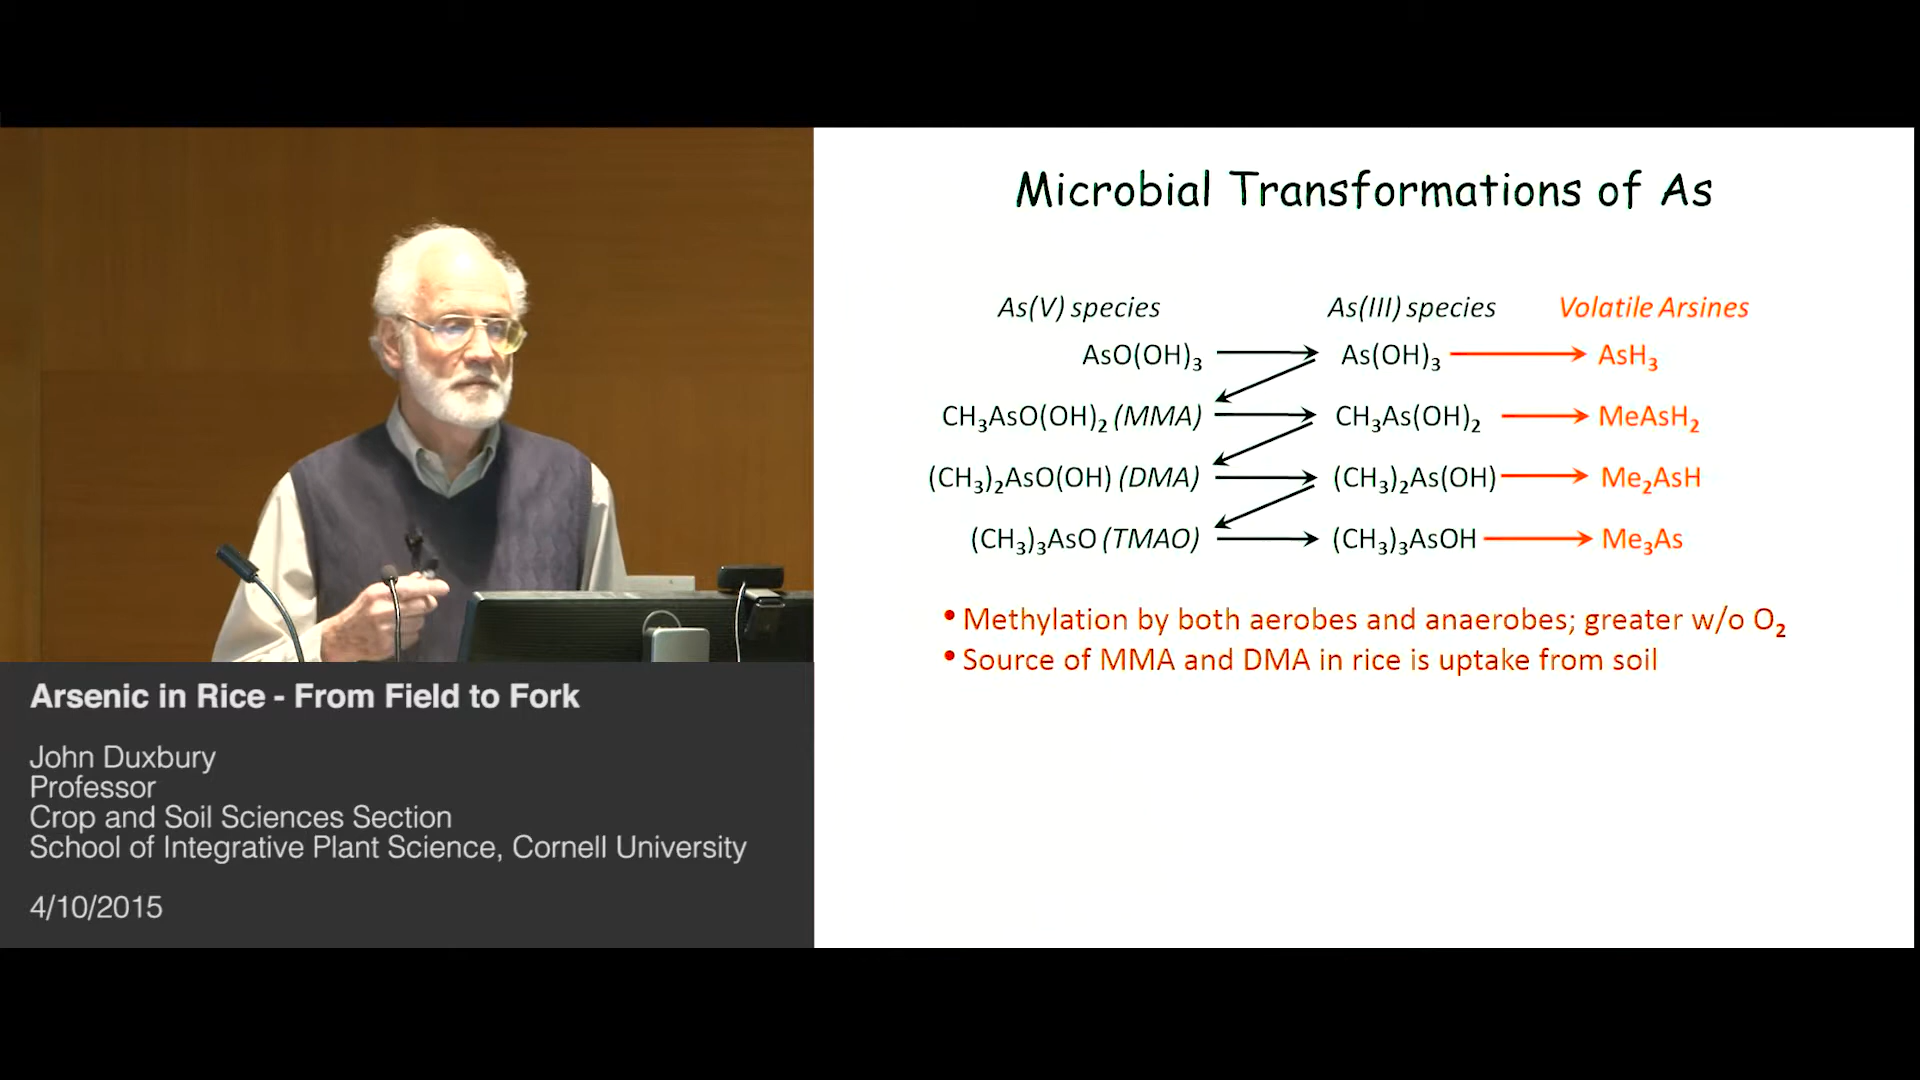 Microbial Transformations of As
As(V) species As(III) species Volatile Arsines
AsO(OH)₃ As(OH)₃ AsH₃
CH₃AsO(OH)₂ (MMA) CH₃As(OH)₂ MeAsH₂
(CH₃)₂AsO(OH) (DMA) (CH₃)₂As(OH) Me₂AsH
(CH₃)₃AsO (TMAO) (CH₃)₃AsOH Me₃As
• Methylation by both aerobes and anaerobes; greater w/o O₂
• Source of MMA and DMA in rice is uptake from soil
Arsenic in Rice - From Field to Fork
John Duxbury
Professor
Crop and Soil Sciences Section
School of Integrative Plant Science, Cornell University
4/10/2015